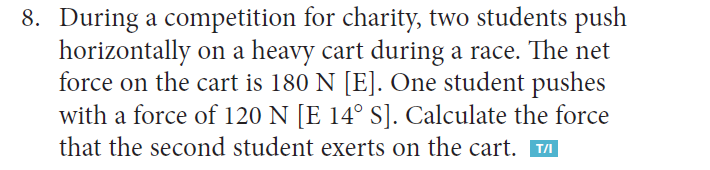 8. During a competition for charity, two students push
horizontally on a heavy cart during a race. The net
force on the cart is 180 N [E]. One student pushes
with a force of 120 N [E 14° S]. Calculate the force
that the second student exerts on the cart. T/I